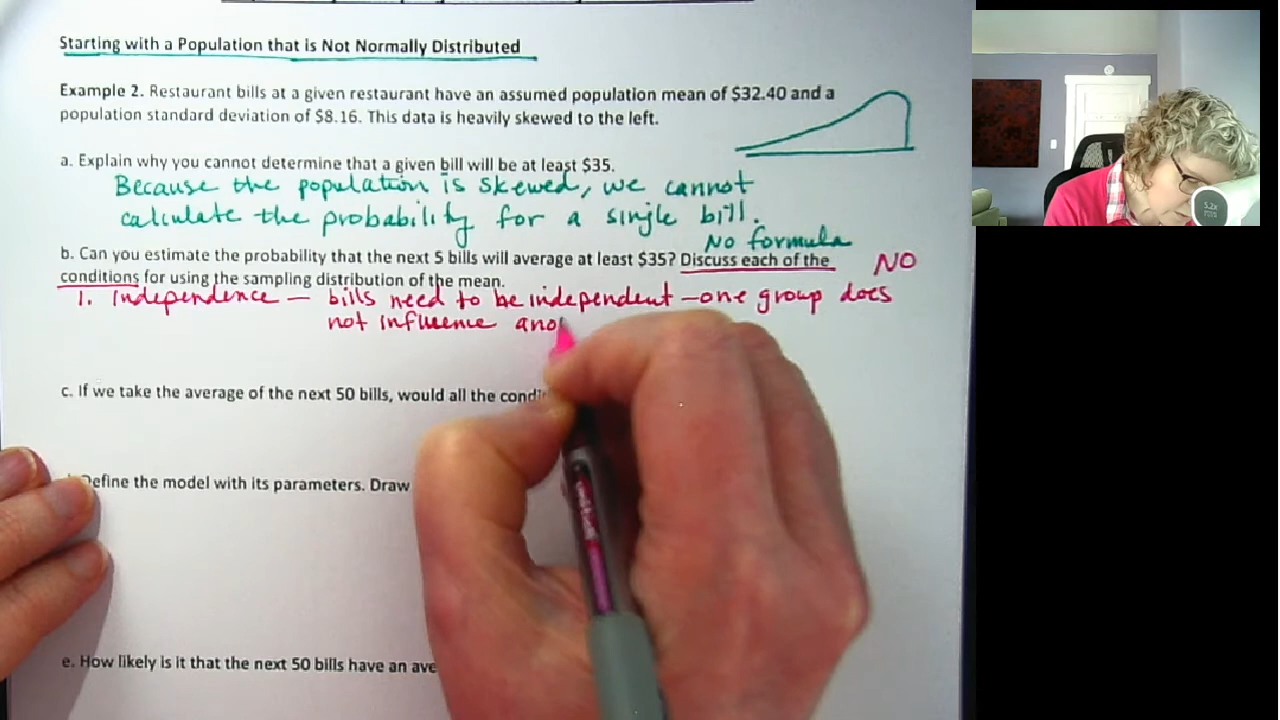 Starting with a Population that is Not Normally Distributed
Example 2. Restaurant bills at a given restaurant have an assumed population mean of $32.40 and a
population standard deviation of $8.16. This data is heavily skewed to the left.
a. Explain why you cannot determine that a given bill will be at least $35.
Because the population is skewed, we cannot
calculate the probability for a single bill.
No formula
b. Can you estimate the probability that the next 5 bills will average at least $35? Discuss each of the
NO
conditions for using the sampling distribution of the mean.
1. Independence — bills need to be independent - one group does
not influence ano
c. If we take the average of the next 50 bills, would all the condi
Define the model with its parameters. Draw
e. How likely is it that the next 50 bills have an ave